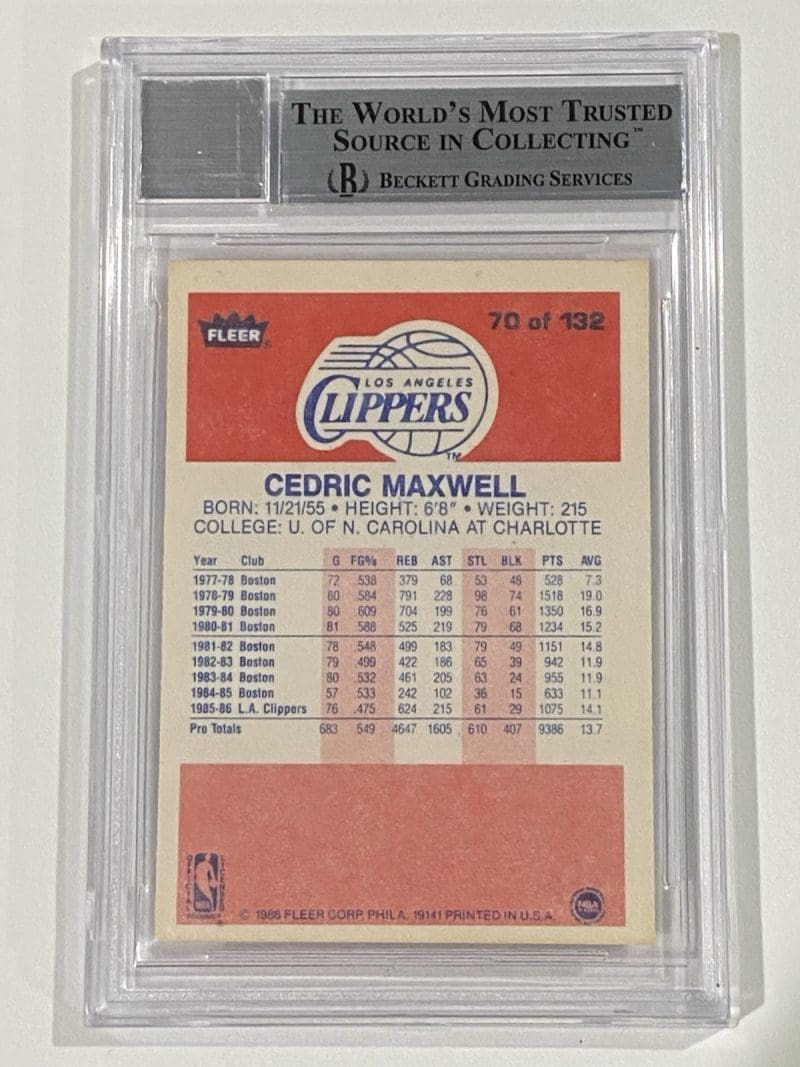 THE WORLD'S MOST TRUSTED
SOURCE IN COLLECTING™
(B) BECKETT GRADING SERVICES
FLEER®
70 of 132
LOS ANGELES
CLIPPERS
TM
CEDRIC MAXWELL
BORN: 11/21/55 • HEIGHT: 6'8" • WEIGHT: 215
COLLEGE: U. OF N. CAROLINA AT CHARLOTTE
Year Club G FG% REB AST STL BLK PTS AVG
1977-78 Boston 72 .538 379 68 53 48 528 7.3
1978-79 Boston 80 .584 791 228 98 74 1518 19.0
1979-80 Boston 80 .609 704 199 76 61 1350 16.9
1980-81 Boston 81 .588 525 219 79 68 1234 15.2
1981-82 Boston 78 .548 499 183 79 49 1151 14.8
1982-83 Boston 79 .499 422 186 65 39 942 11.9
1983-84 Boston 80 .532 461 205 63 24 955 11.9
1984-85 Boston 57 .533 242 102 36 15 633 11.1
1985-86 L.A. Clippers 76 .475 624 215 61 29 1075 14.1
Pro Totals 683 .549 4647 1605 610 407 9386 13.7
NBA
© 1986 FLEER CORP. PHILA. 19141 PRINTED IN U.S.A.
NBA